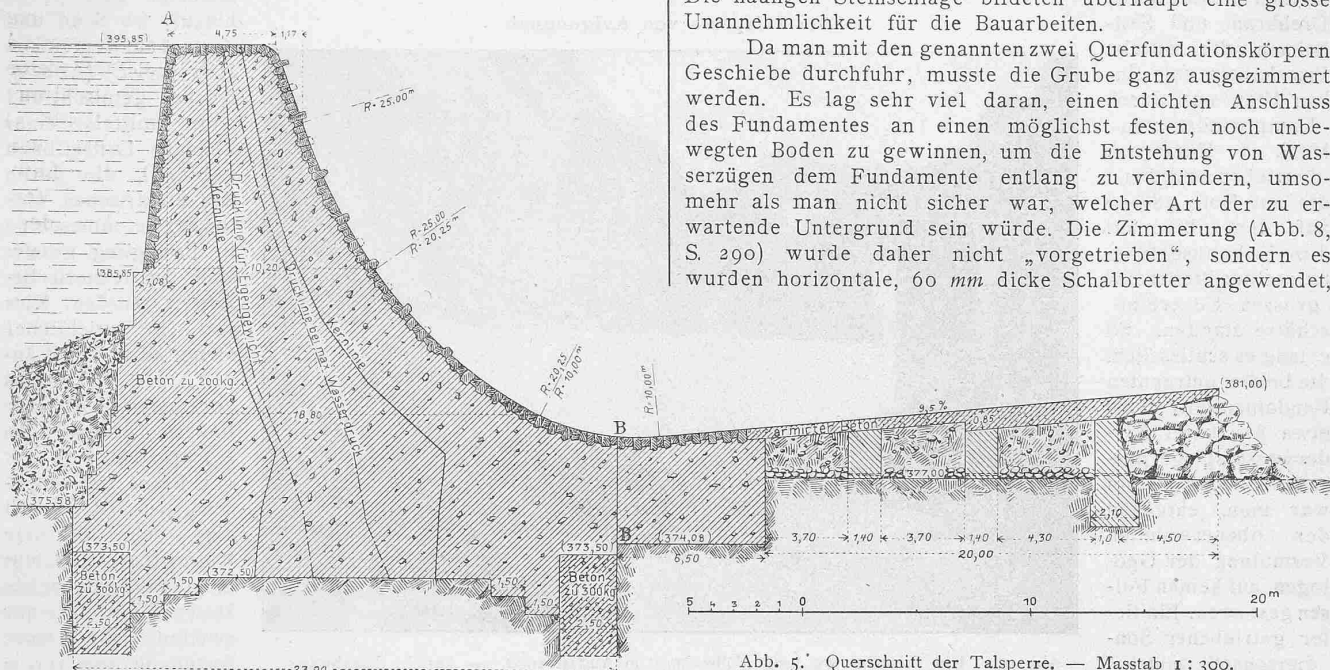 Die häufigen Steinschläge bildeten überhaupt eine grosse
Unannehmlichkeit für die Bauarbeiten.
Da man mit den genannten zwei Querfundationskörpern
Geschiebe durchfuhr, musste die Grube ganz ausgezimmert
werden. Es lag sehr viel daran, einen dichten Anschluss
des Fundamentes an einen möglichst festen, noch unbe-
wegten Boden zu gewinnen, um die Entstehung von Was-
serzügen dem Fundamente entlang zu verhindern, umso-
mehr als man nicht sicher war, welcher Art der zu er-
wartende Untergrund sein würde. Die Zimmerung (Abb. 8,
S. 290) wurde daher nicht „vorgetrieben“, sondern es
wurden horizontale, 60 mm dicke Schalbretter angewendet,
A
(395,85)
4,75
1,17
R=25,00m
R=25,00
R=20,25m
Kernlinie
Drucklinie für Eigengewicht
Drucklinie bei max. Wasserdruck
Kernlinie
10,20
(385,85)
1,08
Beton zu 200kg
18,80
R=20,25
R=10,00m
R=10,00m
B
9,5 %
armirter Beton
0,85
(381,00)
(377,00)
(375,58)
(373,50)
(372,50)
(373,50)
B
(374,08)
6,50
3,70
1,40
3,70
1,40
4,30
1,0
4,50
2,10
20,00
Beton
zu 300kg
2,50
1,50
1,50
1,50
1,50
Beton
zu 300kg
2,50
23,00
5 4 3 2 1 0 10 20m
Abb. 5. Querschnitt der Talsperre. — Masstab 1 : 300.